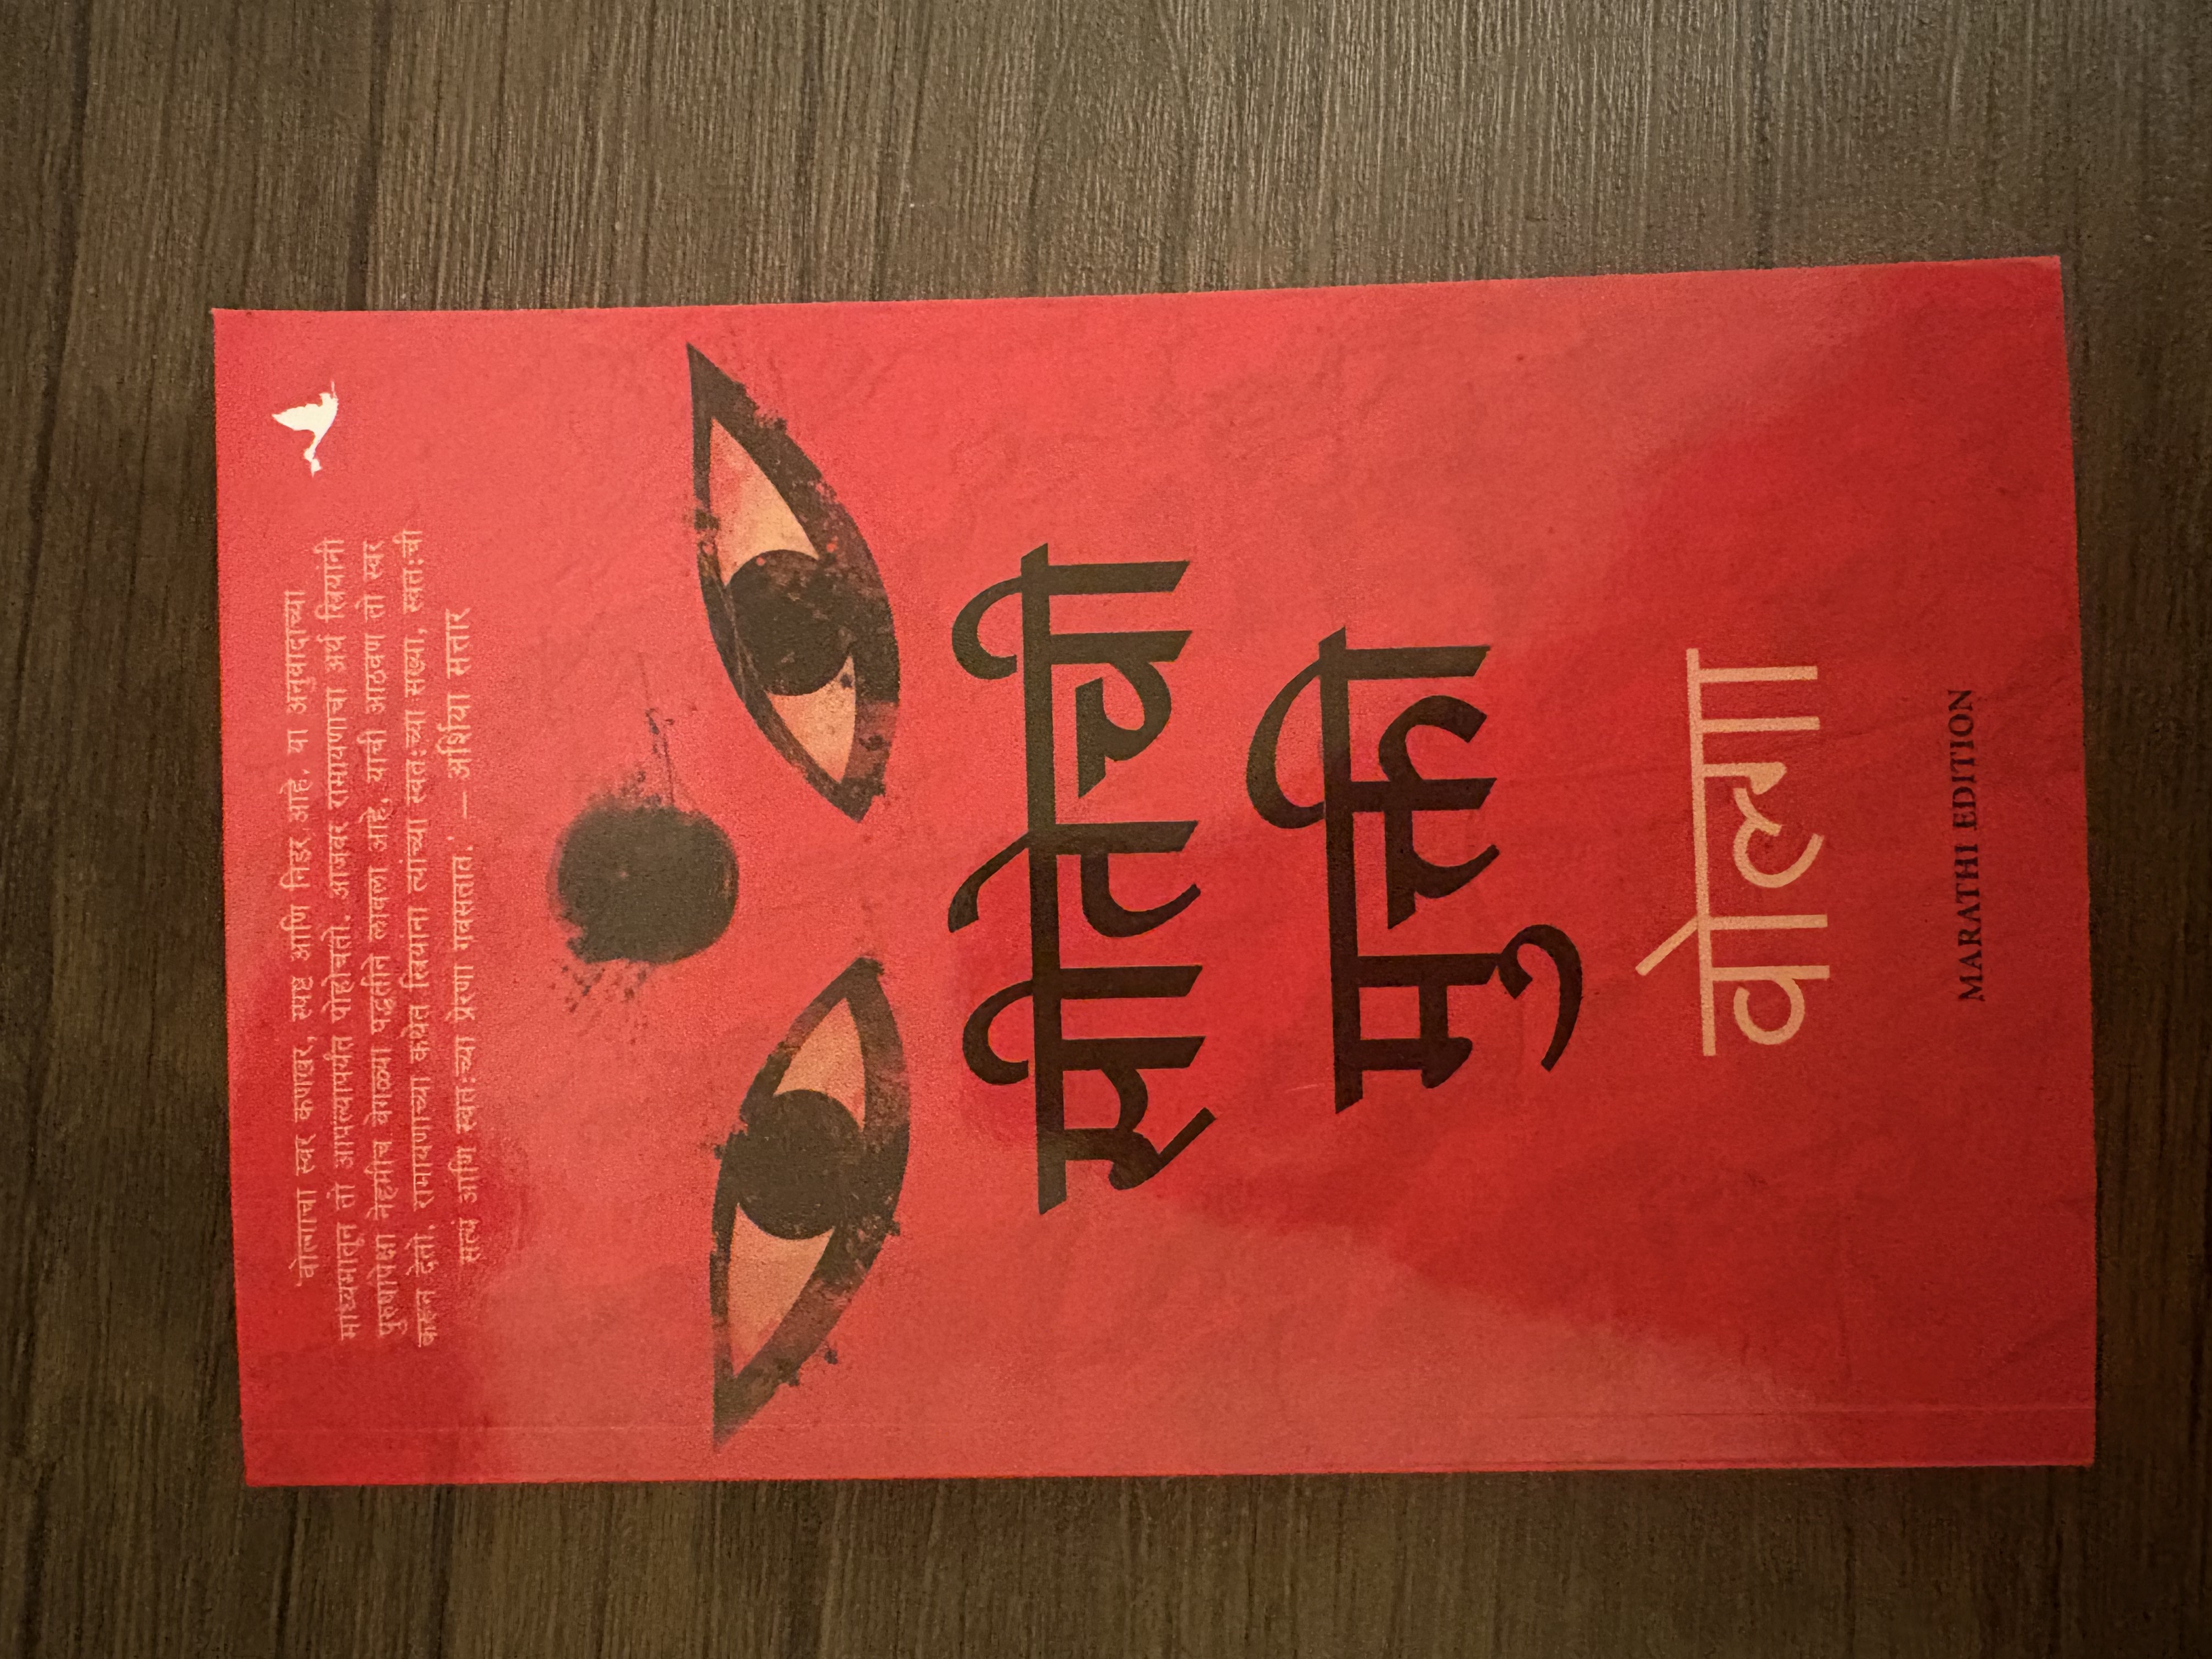 'वोल्गाचा स्वर कणखर, स्पष्ट आणि निडर आहे. या अनुवादाच्या
माध्यमातून तो आपल्यापर्यंत पोहोचतो. आजवर रामायणाचा अर्थ स्त्रियांनी
पुरुषांपेक्षा नेहमीच वेगळ्या पद्धतीने लावला आहे, याची आठवण तो स्वर
करून देतो. रामायणाच्या कथेत स्त्रियांना त्यांच्या स्वतःच्या सख्या, स्वतःची
सत्यं आणि स्वतःच्या प्रेरणा गवसतात.' — अर्शिया सत्तार
सीतेची
मुक्ती
वोल्गा
MARATHI EDITION